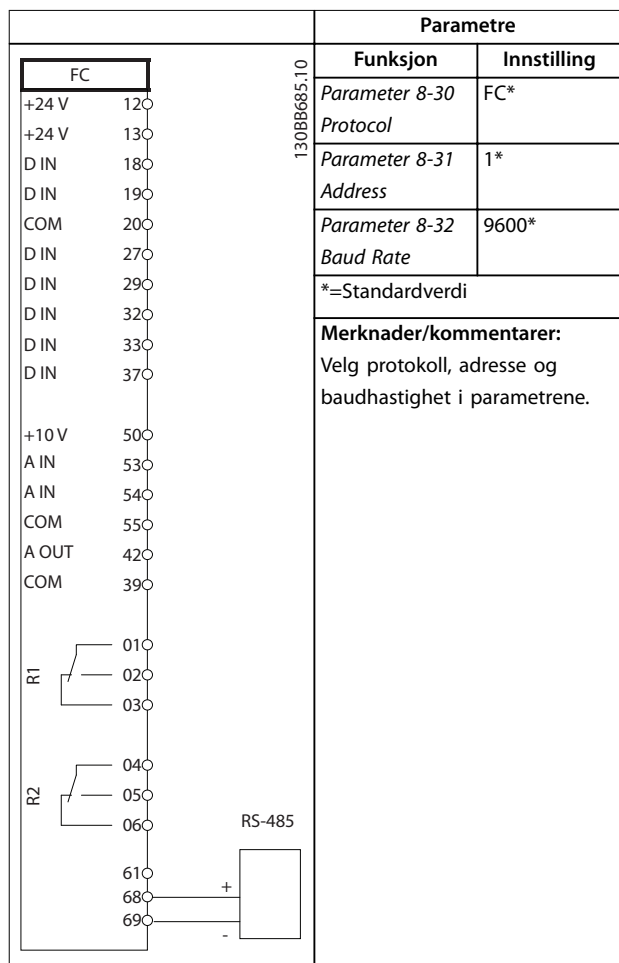 Parametre
Funksjon Innstilling
Parameter 8-30 FC*
Protocol
Parameter 8-31 1*
Address
Parameter 8-32 9600*
Baud Rate
*=Standardverdi
Merknader/kommentarer:
Velg protokoll, adresse og
baudhastighet i parametrene.
130BB685.10
FC
+24 V 12
+24 V 13
D IN 18
D IN 19
COM 20
D IN 27
D IN 29
D IN 32
D IN 33
D IN 37
+10 V 50
A IN 53
A IN 54
COM 55
A OUT 42
COM 39
R1
01
02
03
R2
04
05
06
RS-485
61
68 +
69 -